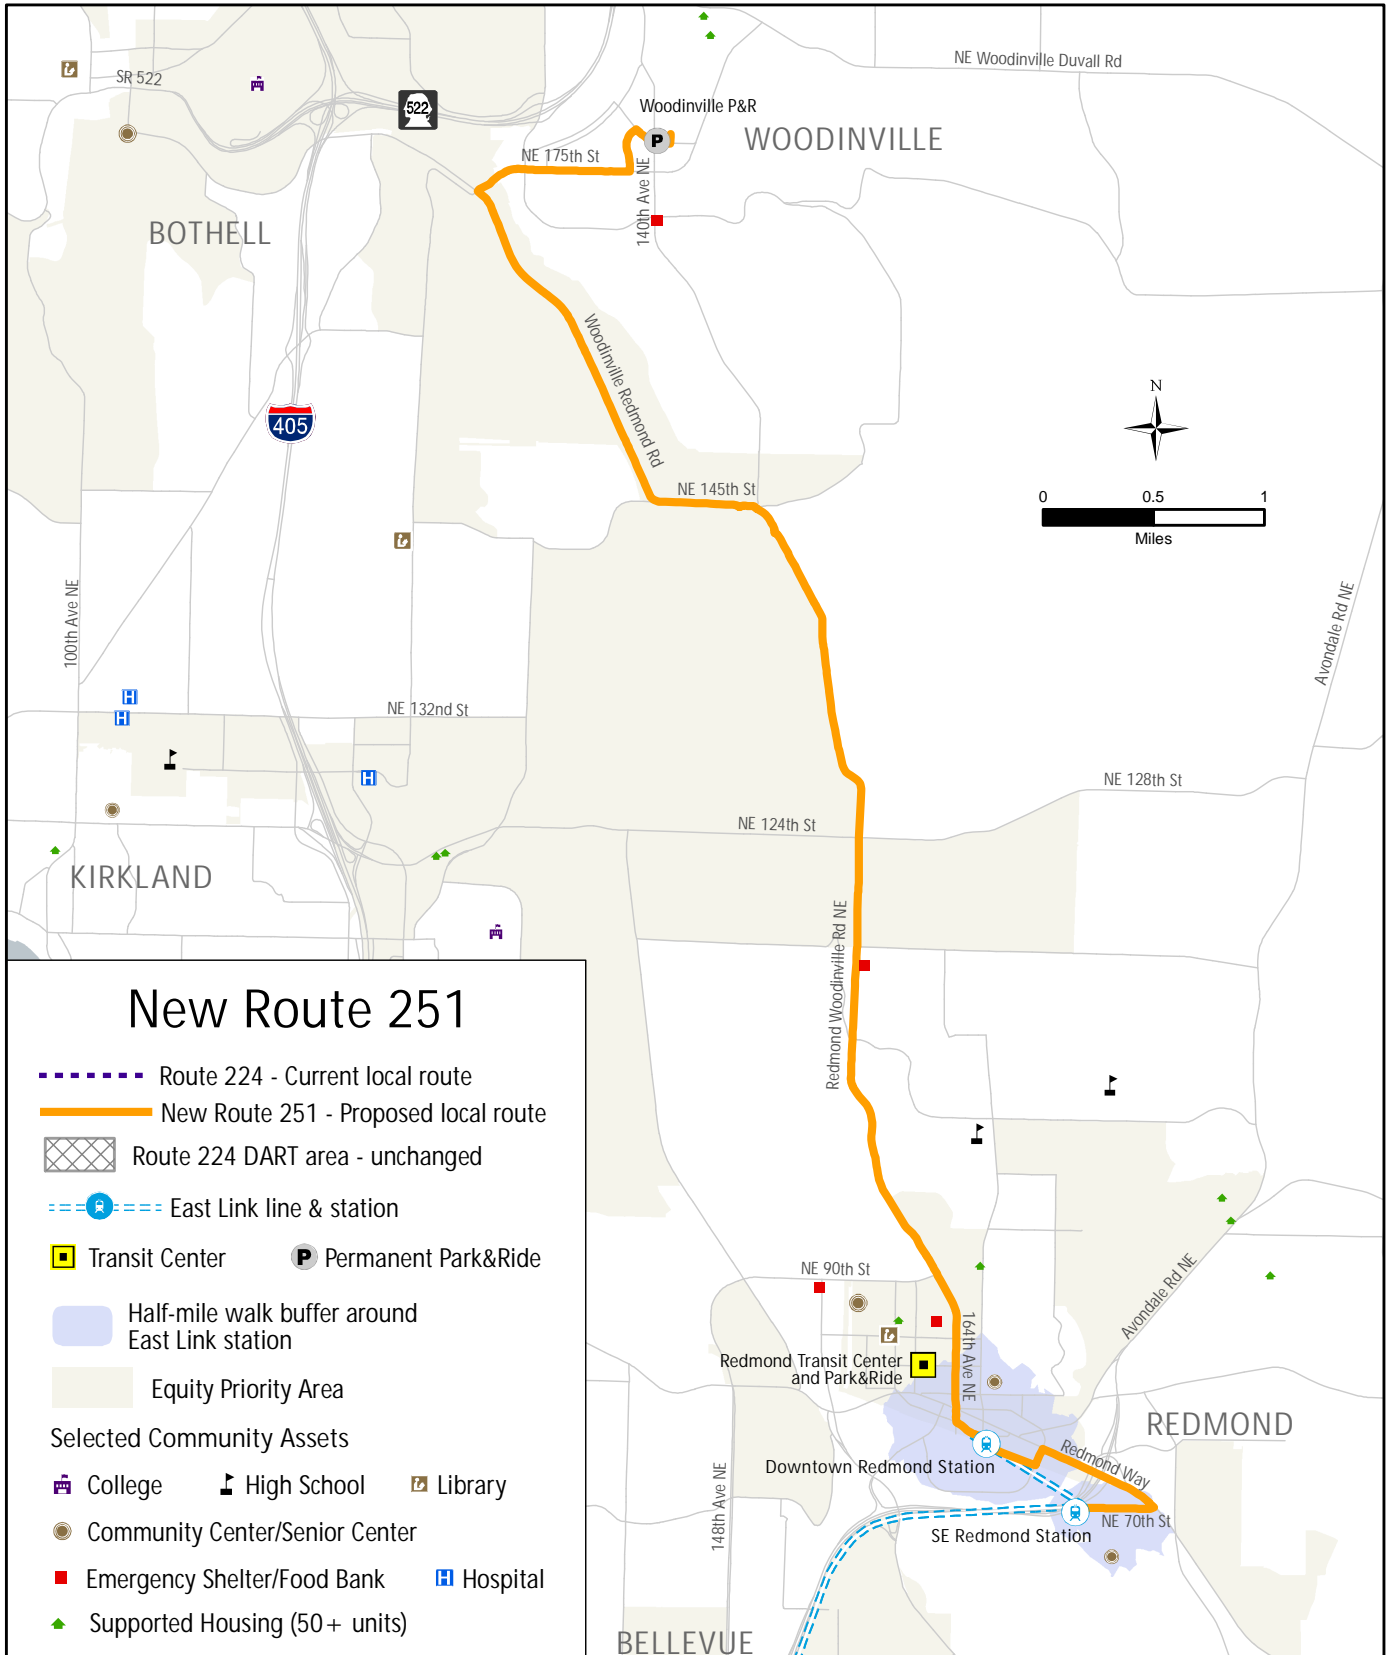 NE Woodinville Duvall Rd
SR 522
522
Woodinville P&R
P
WOODINVILLE
NE 175th St
140th Ave NE
BOTHELL
Woodinville Redmond Rd
N
405
NE 145th St
0 0.5 1
Miles
100th Ave NE
Avondale Rd NE
H
H
NE 132nd St
H
NE 128th St
NE 124th St
KIRKLAND
Redmond Woodinville Rd NE
New Route 251
Route 224 - Current local route
New Route 251 - Proposed local route
Route 224 DART area - unchanged
East Link line & station
Transit Center
P Permanent Park&Ride
Half-mile walk buffer around
East Link station
Equity Priority Area
Selected Community Assets
College
High School
Library
Community Center/Senior Center
Emergency Shelter/Food Bank
H Hospital
Supported Housing (50+ units)
NE 90th St
Avondale Rd NE
164th Ave NE
Redmond Transit Center
and Park&Ride
REDMOND
Redmond Way
Downtown Redmond Station
148th Ave NE
NE 70th St
SE Redmond Station
BELLEVUE